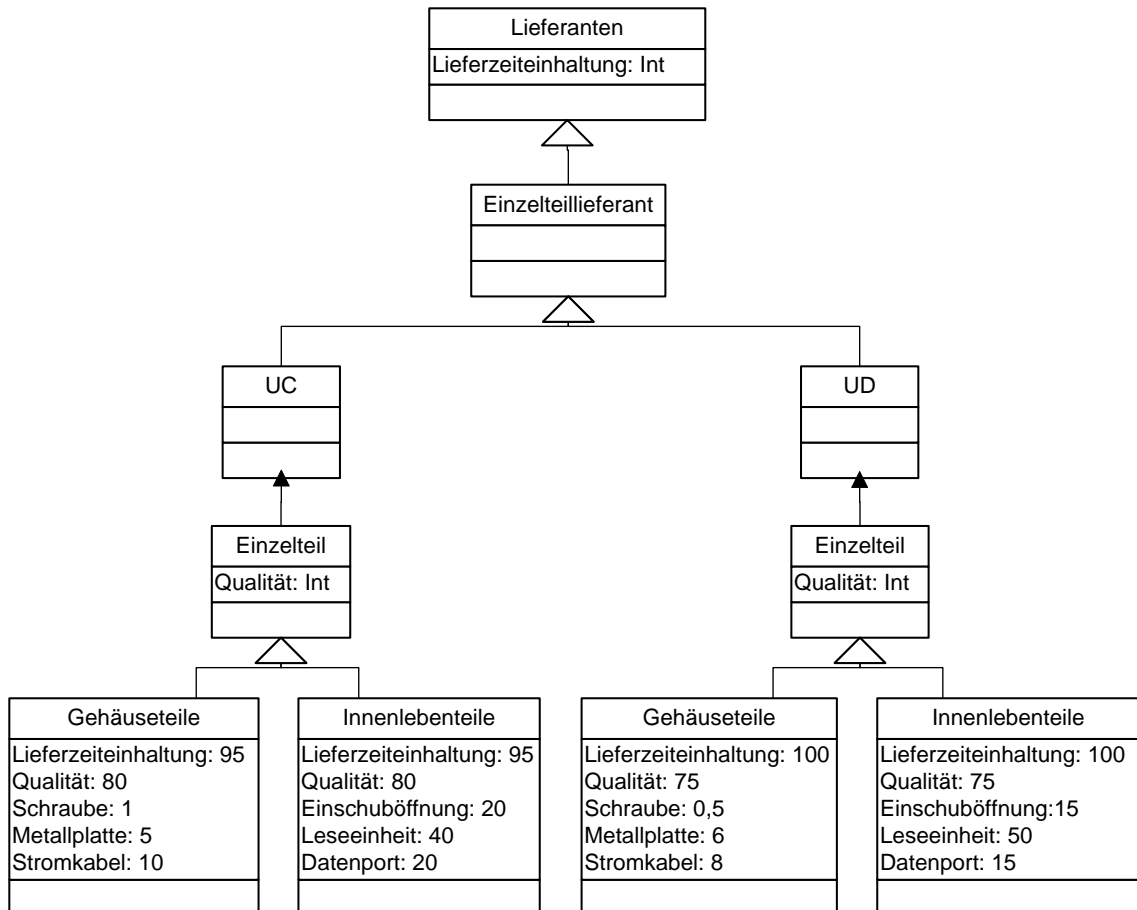 Lieferanten
Lieferzeiteinhaltung: Int
Einzelteillieferant
UC
UD
Einzelteil
Qualität: Int
Einzelteil
Qualität: Int
Gehäuseteile
Lieferzeiteinhaltung: 95
Qualität: 80
Schraube: 1
Metallplatte: 5
Stromkabel: 10
Innenlebenteile
Lieferzeiteinhaltung: 95
Qualität: 80
Einschuböffnung: 20
Leseeinheit: 40
Datenport: 20
Gehäuseteile
Lieferzeiteinhaltung: 100
Qualität: 75
Schraube: 0,5
Metallplatte: 6
Stromkabel: 8
Innenlebenteile
Lieferzeiteinhaltung: 100
Qualität: 75
Einschuböffnung:15
Leseeinheit: 50
Datenport: 15